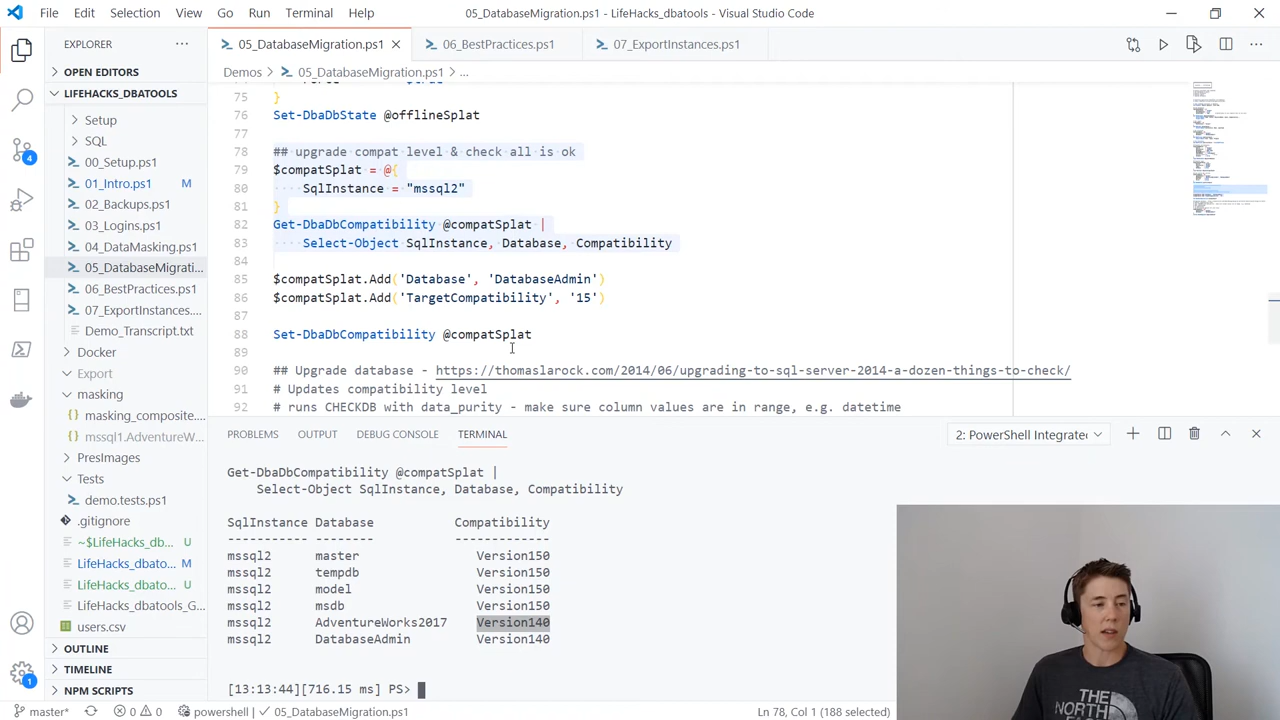 File Edit Selection View Go Run Terminal Help
05_DatabaseMigration.ps1 - LifeHacks_dbatools - Visual Studio Code
EXPLORER
OPEN EDITORS
LIFEHACKS_DBATOOLS
Setup
SQL
00_Setup.ps1
01_Intro.ps1 M
02_Backups.ps1
03_Logins.ps1
04_DataMasking.ps1
05_DatabaseMigrati...
06_BestPractices.ps1
07_ExportInstances....
Demo_Transcript.txt
Docker
Export
masking
masking_composite....
mssql1.AdventureW...
PresImages
Tests
demo.tests.ps1
.gitignore
~$LifeHacks_db... U
LifeHacks_dbato... M
LifeHacks_dbato... U
LifeHacks_dbatools_G...
users.csv
OUTLINE
TIMELINE
NPM SCRIPTS
4
1
05_DatabaseMigration.ps1
06_BestPractices.ps1
07_ExportInstances.ps1
Demos > 05_DatabaseMigration.ps1 > ...
75 }
76 Set-DbaDbState @offlineSplat
77
78 ## update compat level & check all is ok
79 $compatSplat = @{
80 SqlInstance = "mssql2"
81 }
82 Get-DbaDbCompatibility @compatSplat |
83 Select-Object SqlInstance, Database, Compatibility
84
85 $compatSplat.Add('Database', 'DatabaseAdmin')
86 $compatSplat.Add('TargetCompatibility', '15')
87
88 Set-DbaDbCompatibility @compatSplat
89
90 ## Upgrade database - https://thomaslarock.com/2014/06/upgrading-to-sql-server-2014-a-dozen-things-to-check/
91 # Updates compatibility level
92 # runs CHECKDB with data_purity - make sure column values are in range, e.g. datetime
PROBLEMS OUTPUT DEBUG CONSOLE TERMINAL
2: PowerShell Integrate
Get-DbaDbCompatibility @compatSplat |
Select-Object SqlInstance, Database, Compatibility
SqlInstance Database Compatibility
----------- -------- -------------
mssql2 master Version150
mssql2 tempdb Version150
mssql2 model Version150
mssql2 msdb Version150
mssql2 AdventureWorks2017 Version140
mssql2 DatabaseAdmin Version140
[13:13:44][716.15 ms] PS>
THE
NORTH
master* 0 0 powershell 05_DatabaseMigration.ps1
Ln 78, Col 1 (188 selected)